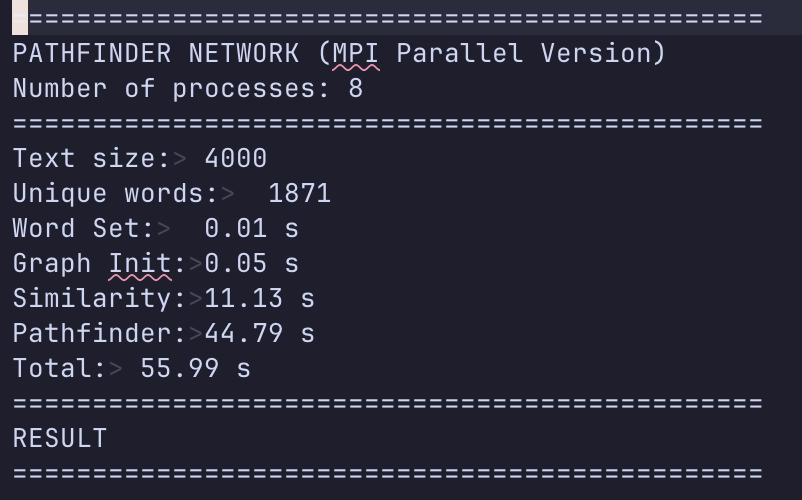 ===============================================
PATHFINDER NETWORK (MPI Parallel Version)
Number of processes: 8
===============================================
Text size:> 4000
Unique words:>  1871
Word Set:>  0.01 s
Graph Init:>0.05 s
Similarity:>11.13 s
Pathfinder:>44.79 s
Total:> 55.99 s
===============================================
RESULT
===============================================